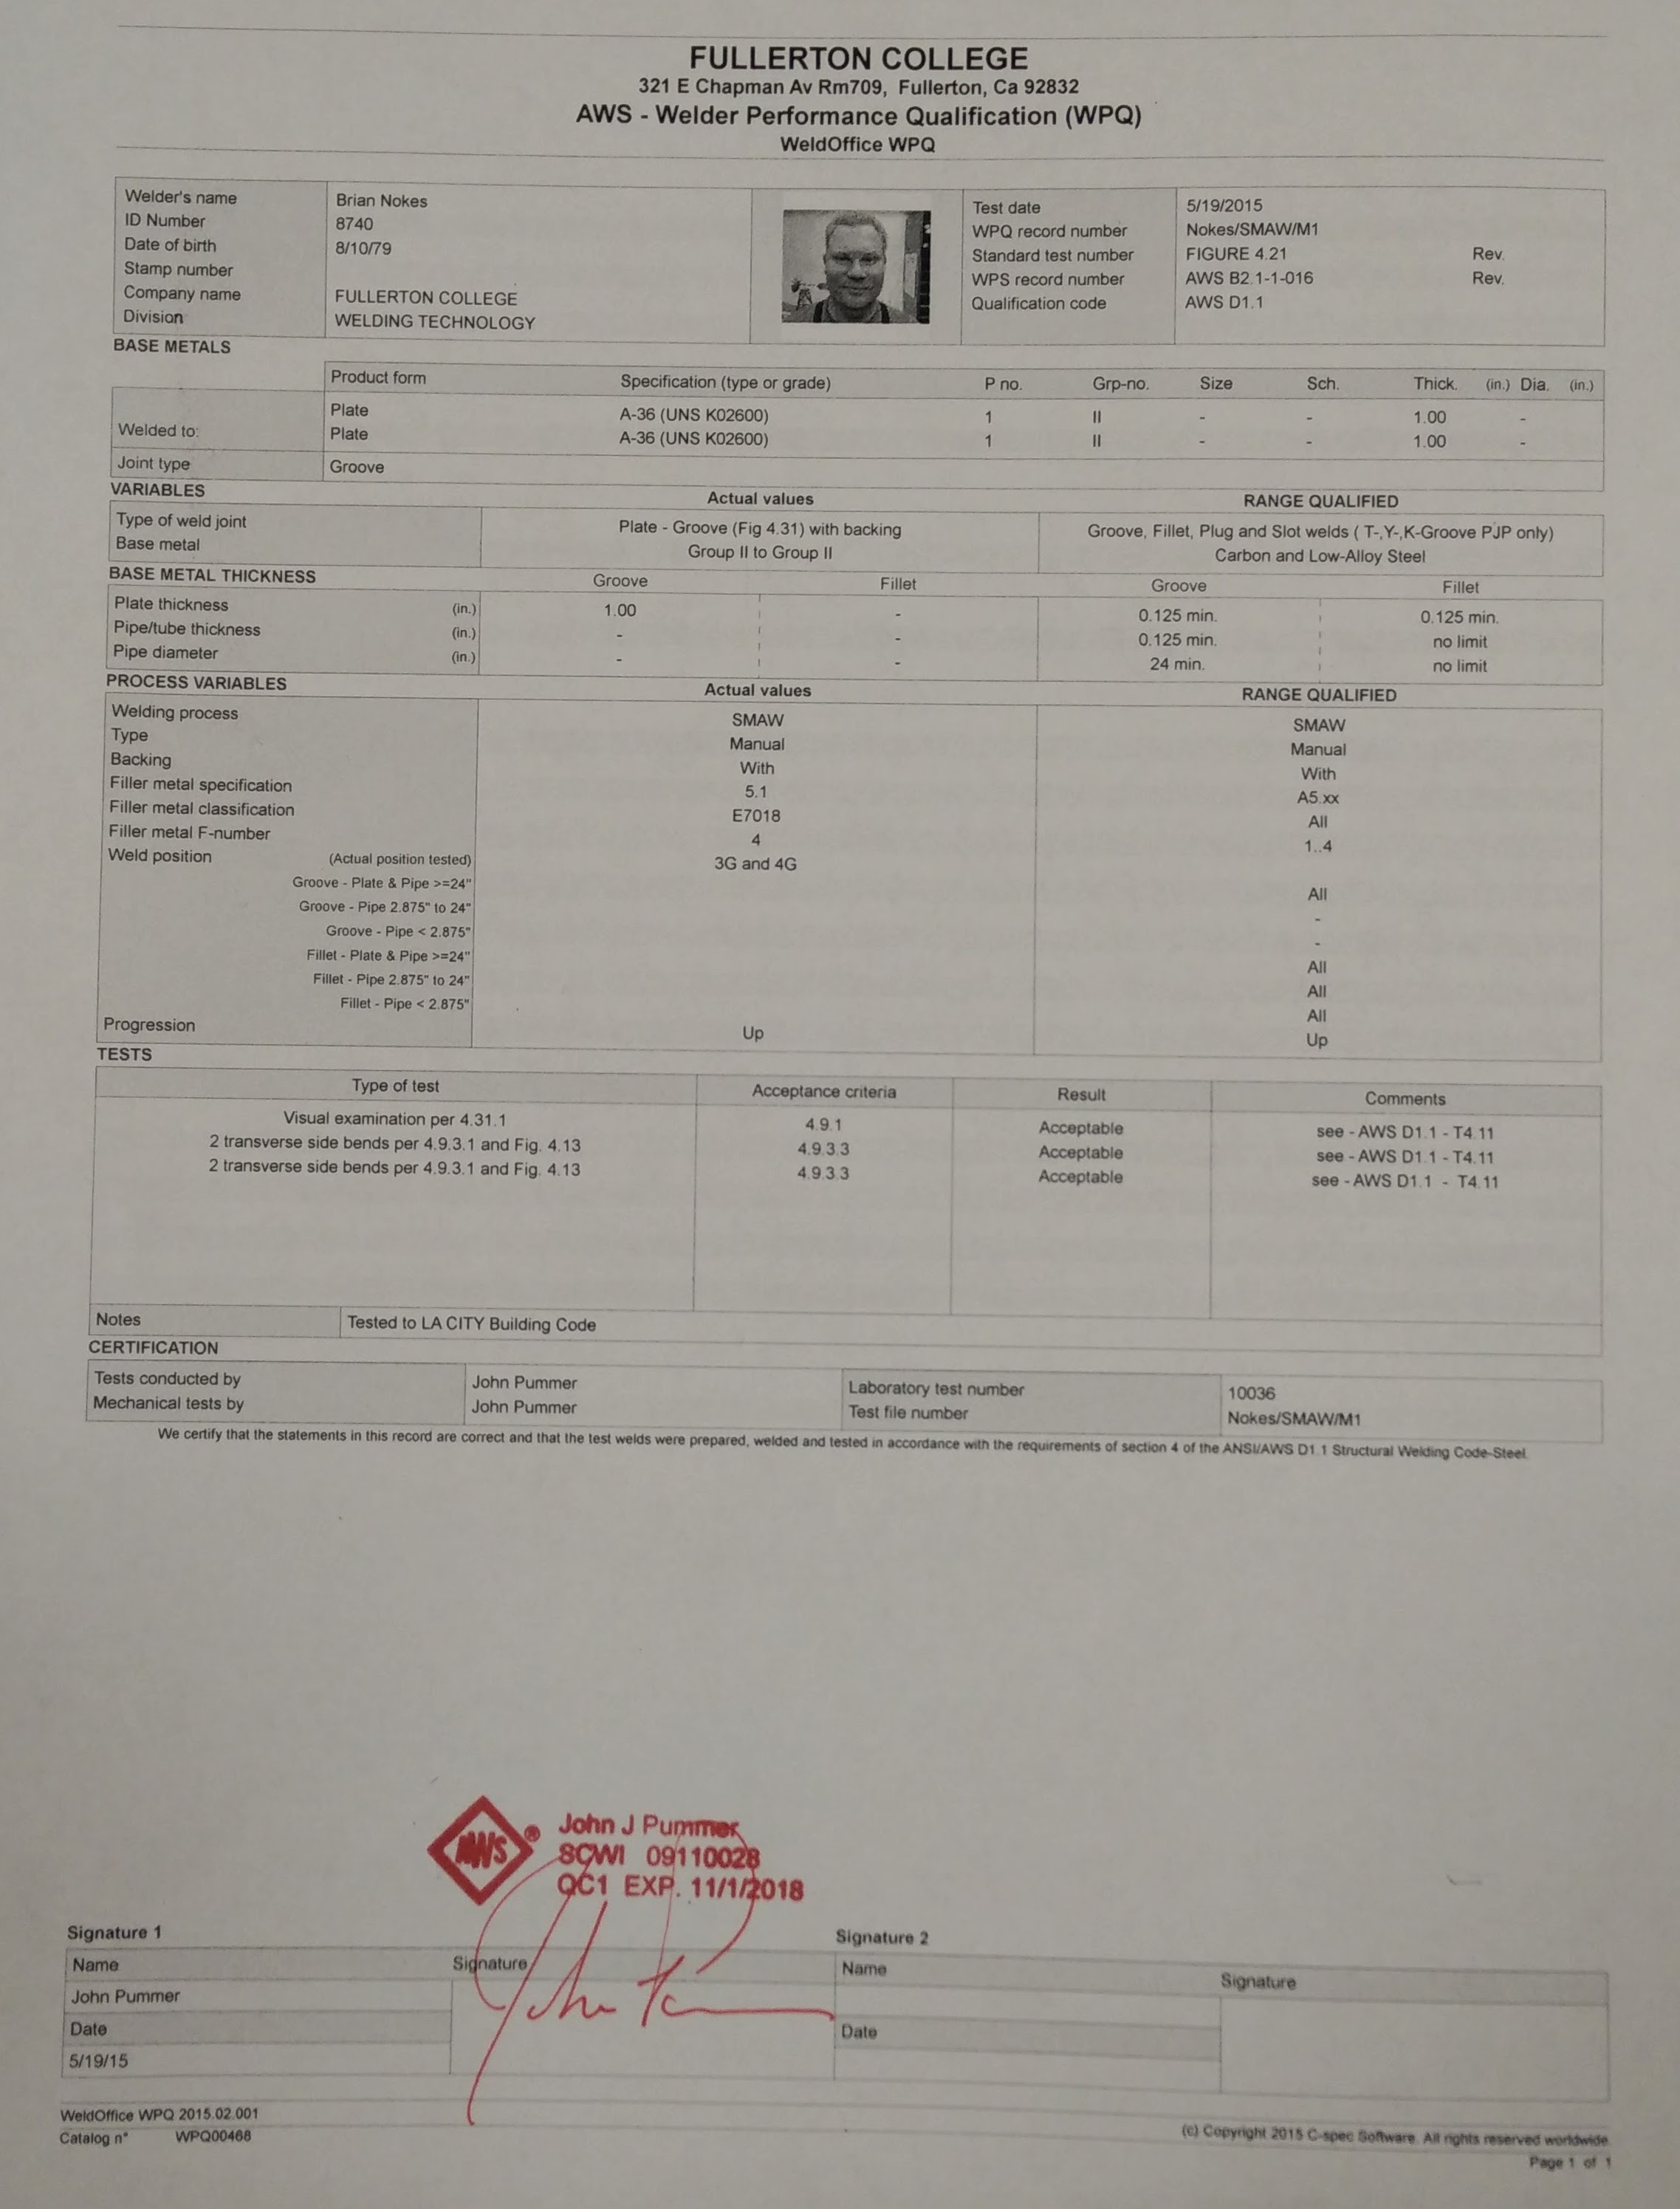 FULLERTON COLLEGE
321 E Chapman Av Rm709, Fullerton, Ca 92832
AWS - Welder Performance Qualification (WPQ)
WeldOffice WPQ
Welder's name Brian Nokes Test date 5/19/2015
ID Number 8740 WPQ record number Nokes/SMAW/M1
Date of birth 8/10/79 Standard test number FIGURE 4.21 Rev.
Stamp number WPS record number AWS B2.1-1-016 Rev.
Company name FULLERTON COLLEGE Qualification code AWS D1.1
Division WELDING TECHNOLOGY
BASE METALS
Product form Specification (type or grade) P no. Grp-no. Size Sch. Thick. (in.) Dia. (in.)
Plate A-36 (UNS K02600) 1 II - - 1.00 -
Welded to: Plate A-36 (UNS K02600) 1 II - - 1.00 -
Joint type Groove
VARIABLES Actual values RANGE QUALIFIED
Type of weld joint Plate - Groove (Fig 4.31) with backing Groove, Fillet, Plug and Slot welds ( T-,Y-,K-Groove PJP only)
Base metal Group II to Group II Carbon and Low-Alloy Steel
BASE METAL THICKNESS Groove Fillet Groove Fillet
Plate thickness (in.) 1.00 - 0.125 min. 0.125 min.
Pipe/tube thickness (in.) - - 0.125 min. no limit
Pipe diameter (in.) - - 24 min. no limit
PROCESS VARIABLES Actual values RANGE QUALIFIED
Welding process SMAW SMAW
Type Manual Manual
Backing With With
Filler metal specification 5.1 A5.xx
Filler metal classification E7018 All
Filler metal F-number 4 1..4
Weld position (Actual position tested) 3G and 4G
Groove - Plate & Pipe >=24" All
Groove - Pipe 2.875" to 24" -
Groove - Pipe < 2.875" -
Fillet - Plate & Pipe >=24" All
Fillet - Pipe 2.875" to 24" All
Fillet - Pipe < 2.875" All
Progression Up Up
TESTS
Type of test Acceptance criteria Result Comments
Visual examination per 4.31.1 4.9.1 Acceptable see - AWS D1.1 - T4.11
2 transverse side bends per 4.9.3.1 and Fig. 4.13 4.9.3.3 Acceptable see - AWS D1.1 - T4.11
2 transverse side bends per 4.9.3.1 and Fig. 4.13 4.9.3.3 Acceptable see - AWS D1.1 - T4.11
Notes Tested to LA CITY Building Code
CERTIFICATION
Tests conducted by John Pummer Laboratory test number 10036
Mechanical tests by John Pummer Test file number Nokes/SMAW/M1
We certify that the statements in this record are correct and that the test welds were prepared, welded and tested in accordance with the requirements of section 4 of the ANSI/AWS D1.1 Structural Welding Code-Steel.
AWS ® John J Pummer
SCWI 09110028
QC1 EXP. 11/1/2018
Signature 1 Signature 2
Name Signature Name Signature
John Pummer
Date Date
5/19/15
WeldOffice WPQ 2015.02.001
Catalog n° WPQ00468
(c) Copyright 2015 C-spec Software. All rights reserved worldwide.
Page 1 of 1